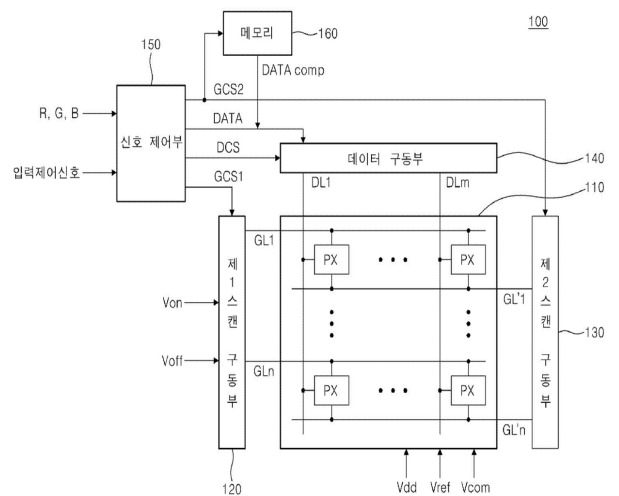 100
메모리
160
150
DATA comp
GCS2
R, G, B
신호 제어부
DATA
DCS
데이터 구동부
140
입력제어신호
GCS1
DL1
DLm
110
GL1
PX
PX
GL'1
제1스캔 구동부
제2스캔 구동부
Von
130
Voff
GLn
PX
PX
GL'n
120
Vdd
Vref
Vcom